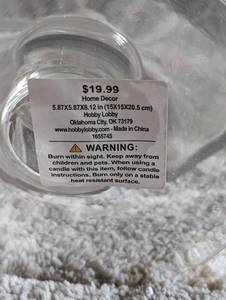 $19.99
Home Decor
5.87X5.87X8.12 in (15X15X20.5 cm)
Hobby Lobby
Oklahoma City, OK 73179
www.hobbylobby.com - Made in China
1655745
⚠ WARNING:
Burn within sight. Keep away from
children and pets. When using a
candle with this item, follow candle
instructions. Burn only on a stable
heat resistant surface.